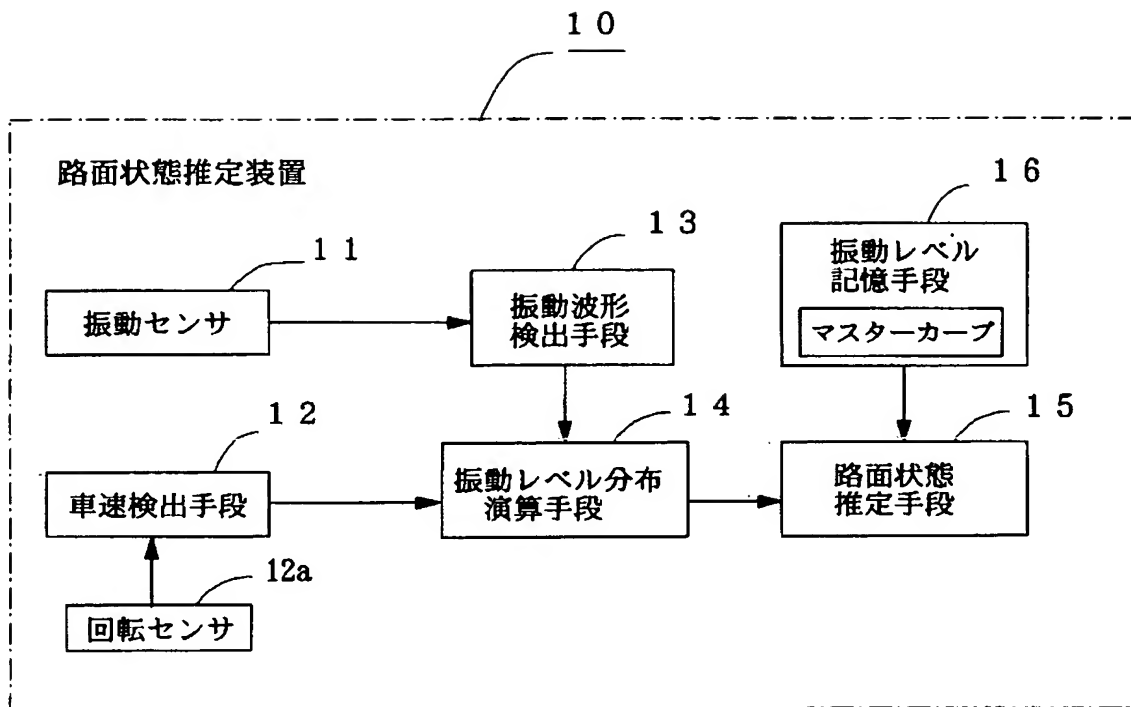 １０
路面状態推定装置
１１
振動センサ
１３
振動波形
検出手段
１６
振動レベル
記憶手段
マスターカーブ
１２
車速検出手段
１４
振動レベル分布
演算手段
１５
路面状態
推定手段
12a
回転センサ